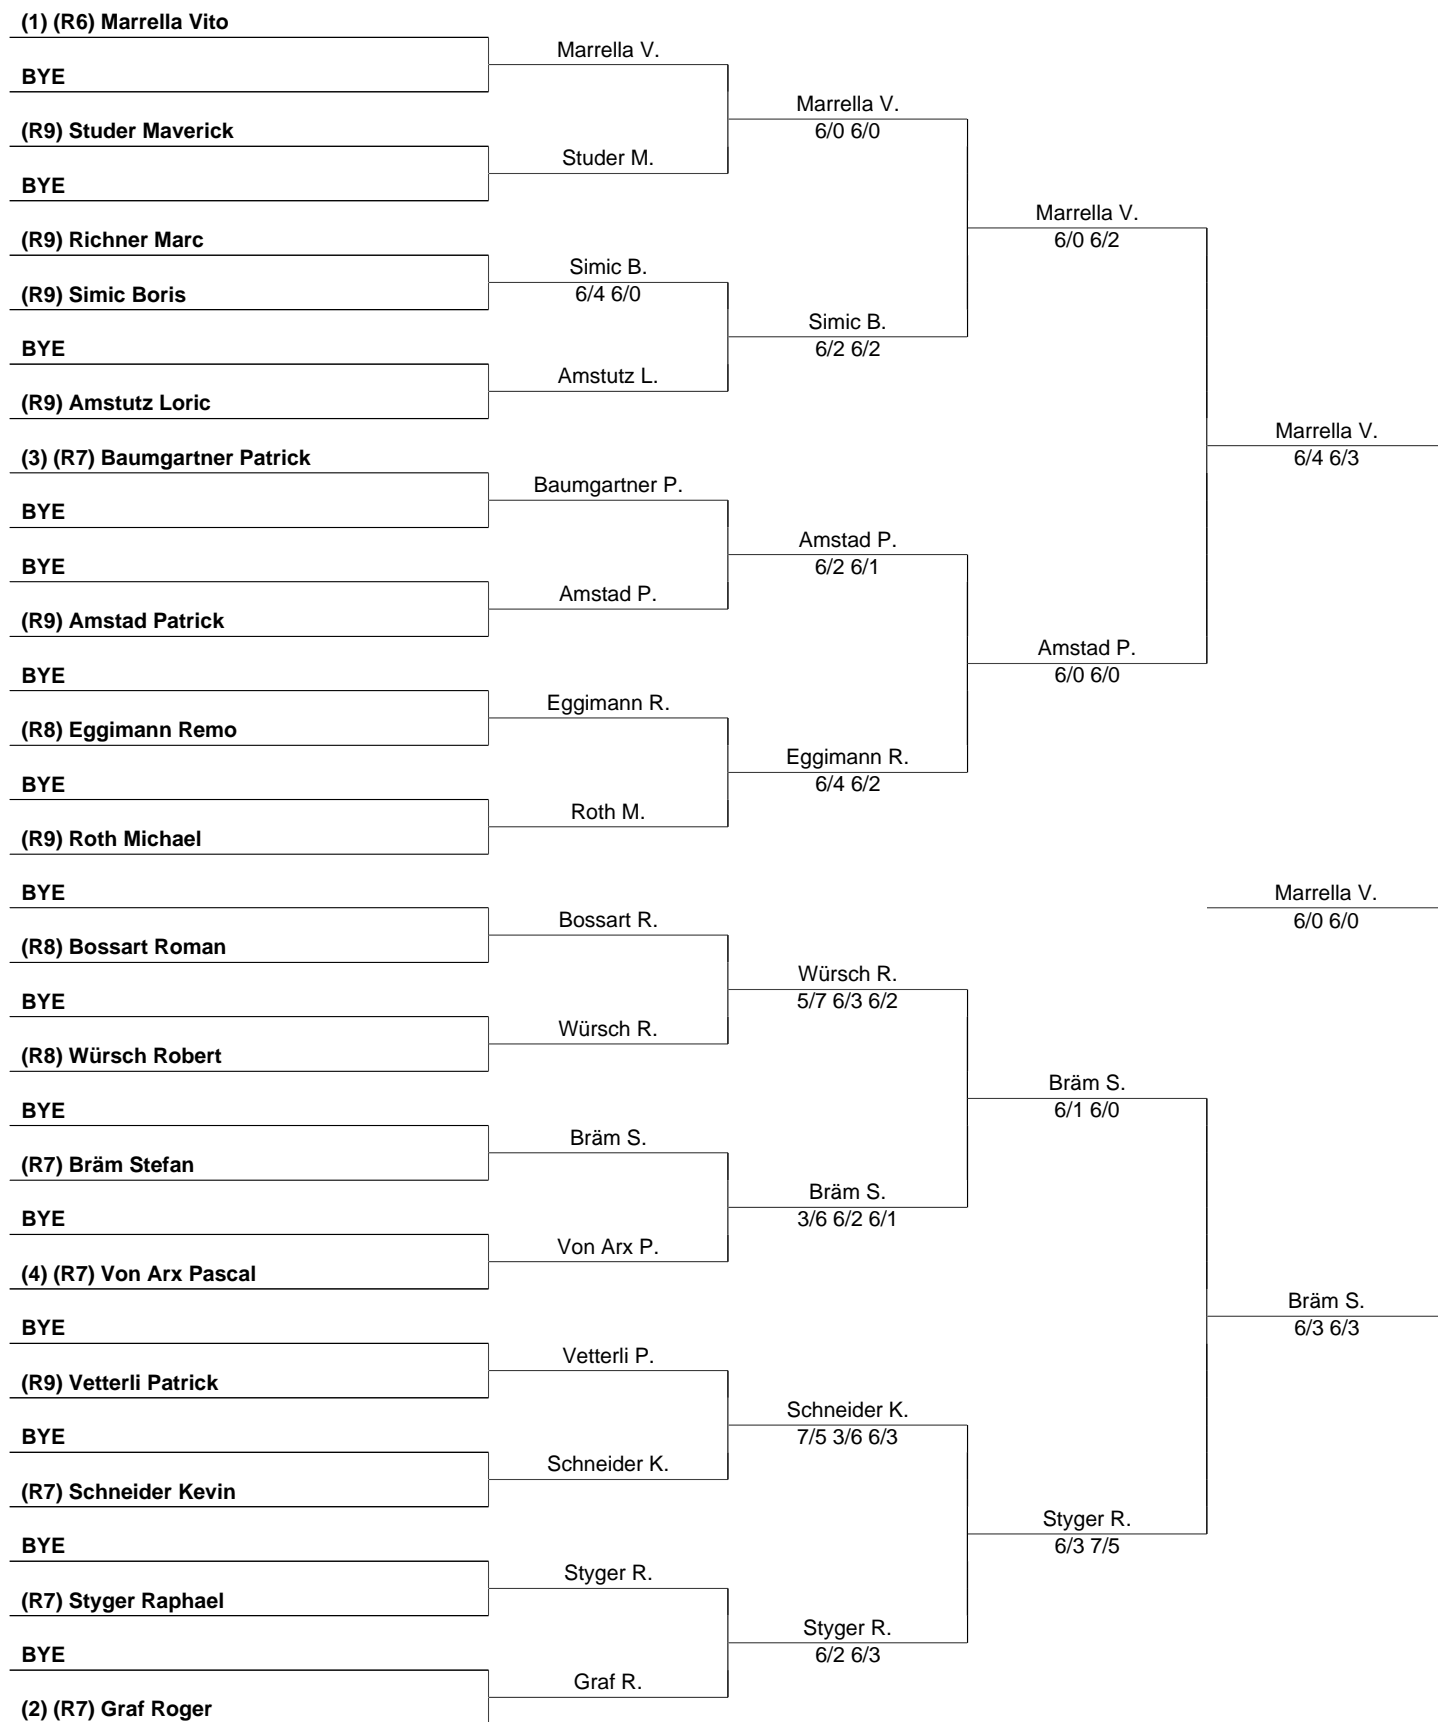 (1) (R6) Marrella Vito
Marrella V.
BYE
Marrella V.
6/0 6/0
(R9) Studer Maverick
Studer M.
BYE
Marrella V.
6/0 6/2
(R9) Richner Marc
Simic B.
6/4 6/0
(R9) Simic Boris
Simic B.
6/2 6/2
BYE
Amstutz L.
(R9) Amstutz Loric
Marrella V.
6/4 6/3
(3) (R7) Baumgartner Patrick
Baumgartner P.
BYE
Amstad P.
6/2 6/1
BYE
Amstad P.
(R9) Amstad Patrick
Amstad P.
6/0 6/0
BYE
Eggimann R.
(R8) Eggimann Remo
Eggimann R.
6/4 6/2
BYE
Roth M.
(R9) Roth Michael
Marrella V.
6/0 6/0
BYE
Bossart R.
(R8) Bossart Roman
Würsch R.
5/7 6/3 6/2
BYE
Würsch R.
(R8) Würsch Robert
Bräm S.
6/1 6/0
BYE
Bräm S.
(R7) Bräm Stefan
Bräm S.
3/6 6/2 6/1
BYE
Von Arx P.
(4) (R7) Von Arx Pascal
Bräm S.
6/3 6/3
BYE
Vetterli P.
(R9) Vetterli Patrick
Schneider K.
7/5 3/6 6/3
BYE
Schneider K.
(R7) Schneider Kevin
Styger R.
6/3 7/5
BYE
Styger R.
(R7) Styger Raphael
Styger R.
6/2 6/3
BYE
Graf R.
(2) (R7) Graf Roger